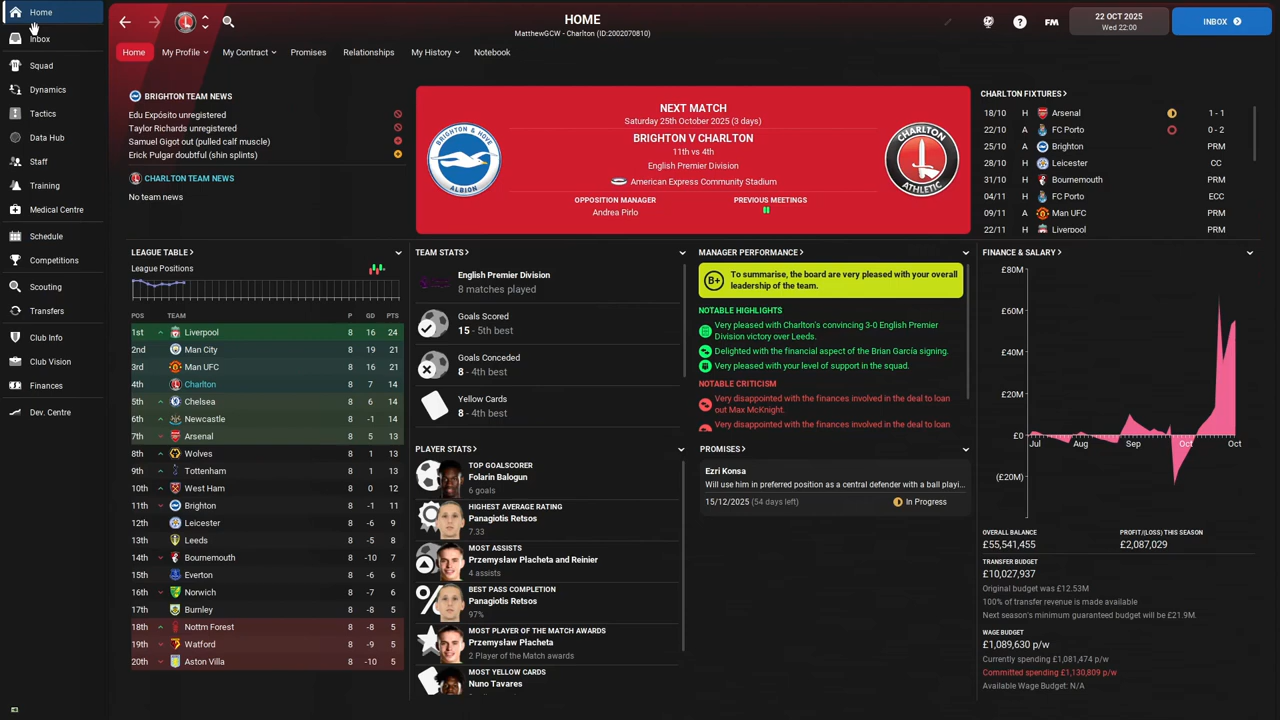 Home
Inbox
Squad
Dynamics
Tactics
Data Hub
Staff
Training
Medical Centre
Schedule
Competitions
Scouting
Transfers
Club Info
Club Vision
Finances
Dev. Centre
HOME
MatthewGCW - Charlton (ID:2002070810)
FM
22 OCT 2025
Wed 22:00
INBOX
Home My Profile My Contract Promises Relationships My History Notebook
BRIGHTON TEAM NEWS
Edu Expósito unregistered
Taylor Richards unregistered
Samuel Gigot out (pulled calf muscle)
Erick Pulgar doubtful (shin splints)
CHARLTON TEAM NEWS
No team news
NEXT MATCH
Saturday 25th October 2025 (3 days)
BRIGHTON V CHARLTON
11th vs 4th
English Premier Division
American Express Community Stadium
OPPOSITION MANAGER
Andrea Pirlo
PREVIOUS MEETINGS
CHARLTON FIXTURES
18/10 H Arsenal 1 - 1
22/10 A FC Porto 0 - 2
25/10 A Brighton PRM
28/10 H Leicester CC
31/10 H Bournemouth PRM
04/11 H FC Porto ECC
09/11 A Man UFC PRM
22/11 H Liverpool PRM
LEAGUE TABLE
League Positions
POS TEAM P GD PTS
1st Liverpool 8 16 24
2nd Man City 8 19 21
3rd Man UFC 8 16 21
4th Charlton 8 7 14
5th Chelsea 8 6 14
6th Newcastle 8 -1 14
7th Arsenal 8 5 13
8th Wolves 8 1 13
9th Tottenham 8 1 13
10th West Ham 8 0 12
11th Brighton 8 -1 11
12th Leicester 8 -6 9
13th Leeds 8 -5 8
14th Bournemouth 8 -10 7
15th Everton 8 -6 6
16th Norwich 8 -7 6
17th Burnley 8 -8 5
18th Nottm Forest 8 -8 5
19th Watford 8 -9 5
20th Aston Villa 8 -10 5
TEAM STATS
English Premier Division
8 matches played
Goals Scored
15 - 5th best
Goals Conceded
8 - 4th best
Yellow Cards
8 - 4th best
PLAYER STATS
TOP GOALSCORER
Folarin Balogun
6 goals
HIGHEST AVERAGE RATING
Panagiotis Retsos
7.33
MOST ASSISTS
Przemysław Płacheta and Reinier
4 assists
BEST PASS COMPLETION
Panagiotis Retsos
97%
MOST PLAYER OF THE MATCH AWARDS
Przemysław Płacheta
2 Player of the Match awards
MOST YELLOW CARDS
Nuno Tavares
MANAGER PERFORMANCE
B+
To summarise, the board are very pleased with your overall
leadership of the team.
NOTABLE HIGHLIGHTS
Very pleased with Charlton's convincing 3-0 English Premier
Division victory over Leeds.
Delighted with the financial aspect of the Brian García signing.
Very pleased with your level of support in the squad.
NOTABLE CRITICISM
Very disappointed with the finances involved in the deal to loan
out Max McKnight.
Very disappointed with the finances involved in the deal to loan
PROMISES
Ezri Konsa
Will use him in preferred position as a central defender with a ball playi...
15/12/2025 (54 days left) In Progress
FINANCE & SALARY
£80M
£60M
£40M
£20M
£0
(£20M)
Jul Aug Sep Oct Oct
OVERALL BALANCE
£55,541,455
PROFIT/(LOSS) THIS SEASON
£2,087,029
TRANSFER BUDGET
£10,027,937
Original budget was £12.53M
100% of transfer revenue is made available
Next season's minimum guaranteed budget will be £21.9M.
WAGE BUDGET
£1,089,630 p/w
Currently spending £1,081,474 p/w
Committed spending £1,130,809 p/w
Available Wage Budget: N/A